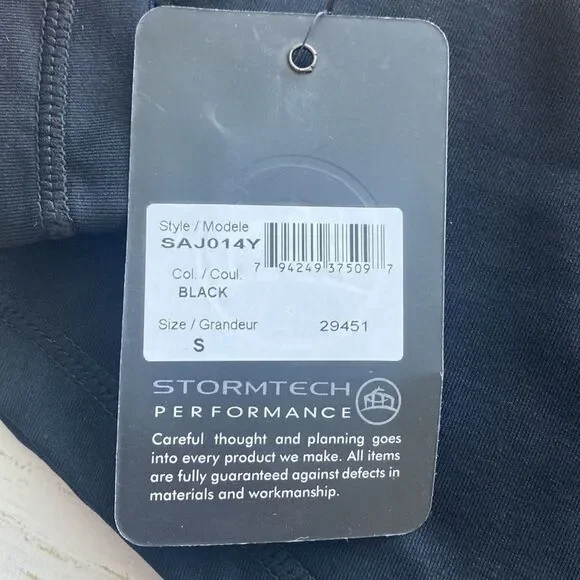 Style / Modele
SAJ014Y
7 94249 37509 7
Col. / Coul.
BLACK
Size / Grandeur
29451
S
STORMTECH
PERFORMANCE
Careful thought and planning goes
into every product we make. All items
are fully guaranteed against defects in
materials and workmanship.